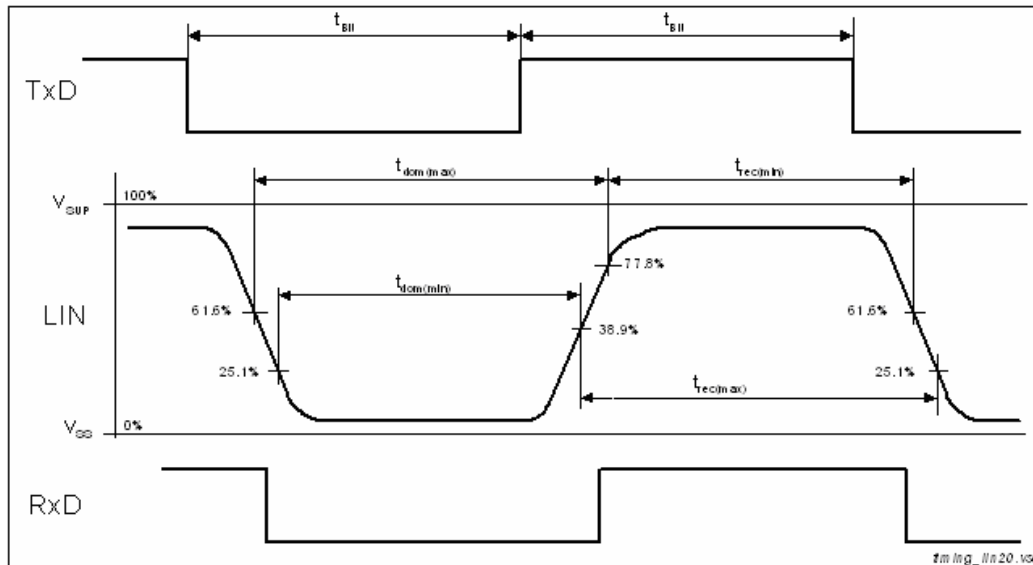 t_Bit t_Bit
TxD
t_dom(max) t_rec(min)
V_SUP 100%
77.8%
t_dom(min)
LIN 61.6% 61.6%
38.9%
25.1% 25.1%
t_rec(max)
V_SS 0%
RxD
timing_lin20.vsd